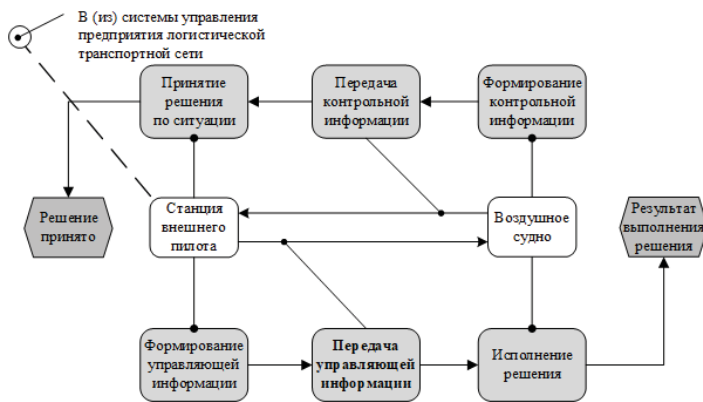 В (из) системы управления
предприятия логистической
транспортной сети
Принятие
решения
по ситуации
Передача
контрольной
информации
Формирование
контрольной
информации
Решение
принято
Станция
внешнего
пилота
Воздушное
судно
Результат
выполнения
решения
Формирование
управляющей
информации
Передача
управляющей
информации
Исполнение
решения